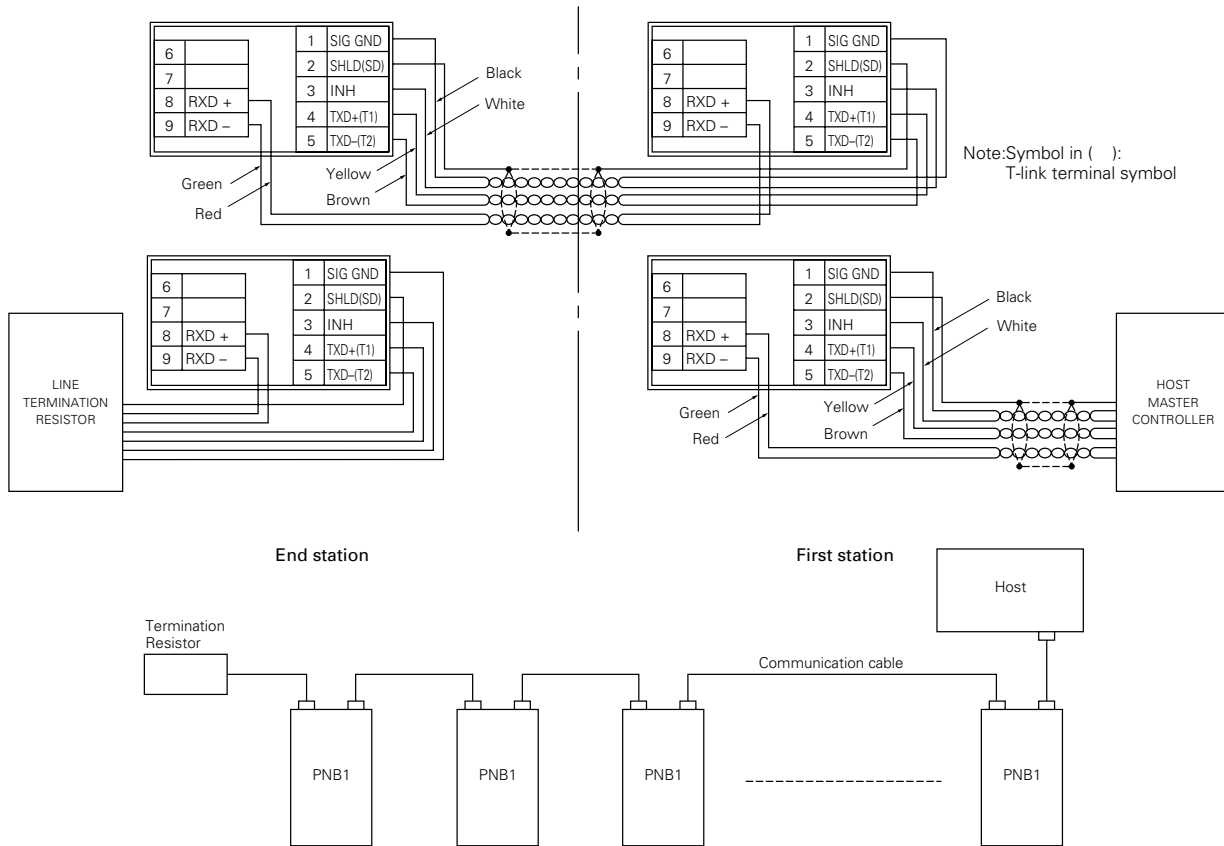 6
7
8 RXD +
9 RXD –
1 SIG GND
2 SHLD(SD)
3 INH
4 TXD+(T1)
5 TXD–(T2)
Black
White
Yellow
Brown
Green
Red
6
7
8 RXD +
9 RXD –
1 SIG GND
2 SHLD(SD)
3 INH
4 TXD+(T1)
5 TXD–(T2)
Note:Symbol in ( ):
T-link terminal symbol
LINE
TERMINATION
RESISTOR
6
7
8 RXD +
9 RXD –
1 SIG GND
2 SHLD(SD)
3 INH
4 TXD+(T1)
5 TXD–(T2)
6
7
8 RXD +
9 RXD –
1 SIG GND
2 SHLD(SD)
3 INH
4 TXD+(T1)
5 TXD–(T2)
Black
White
Yellow
Brown
Green
Red
HOST
MASTER
CONTROLLER
End station
First station
Host
Termination
Resistor
Communication cable
PNB1
PNB1
PNB1
PNB1